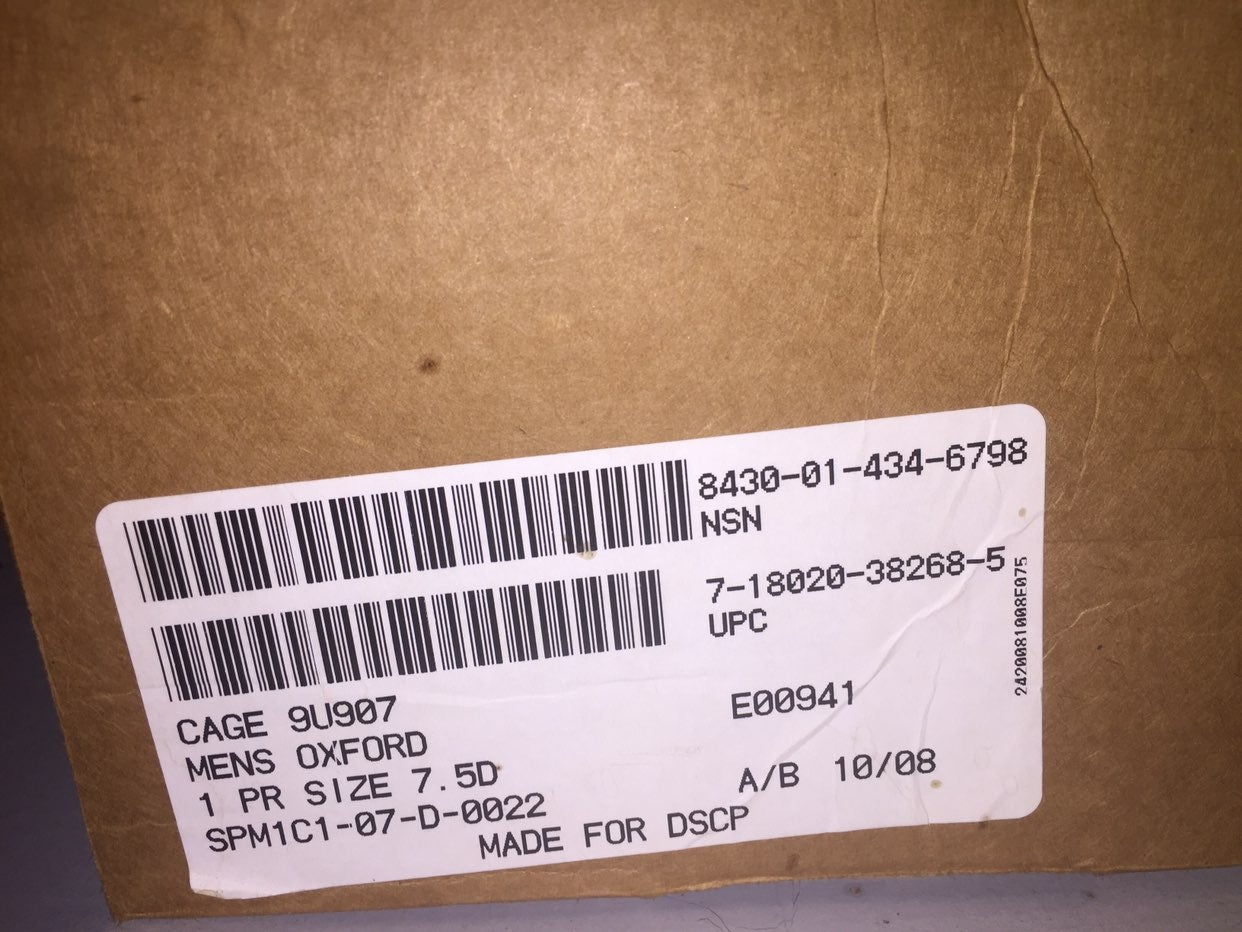 8430-01-434-6798
NSN
7-18020-38268-5
UPC
CAGE 9U907
MENS OXFORD
1 PR SIZE 7.5D
SPM1C1-07-D-0022
E00941
A/B 10/08
MADE FOR DSCP
2420081008E075